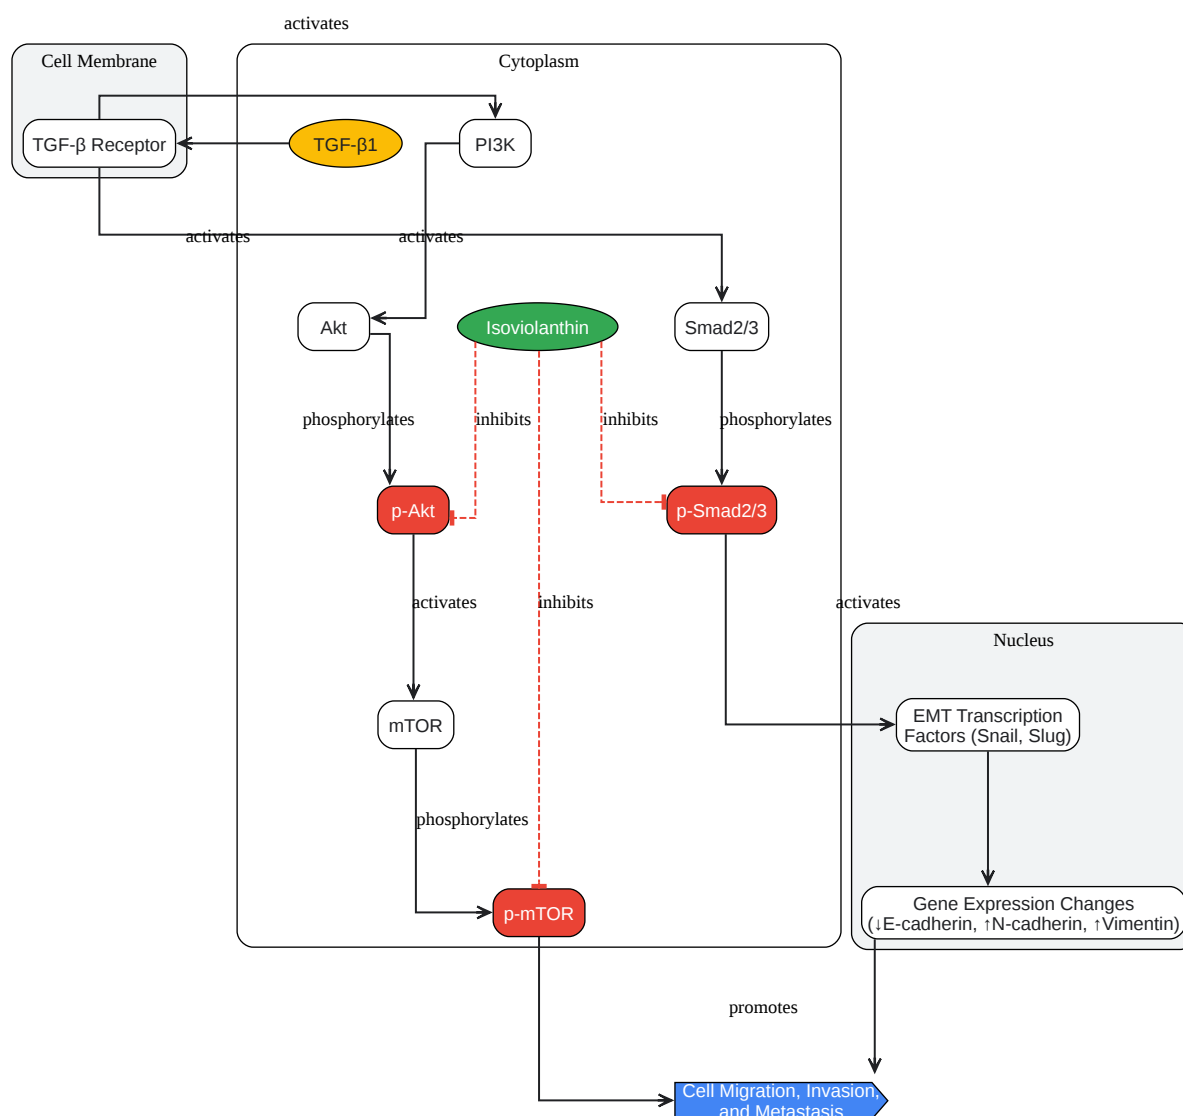 activates
Cell Membrane
Cytoplasm
TGF-β Receptor
TGF-β1
PI3K
activates
activates
Akt
Isoviolanthin
Smad2/3
phosphorylates
inhibits
inhibits
phosphorylates
p-Akt
p-Smad2/3
activates
inhibits
activates
Nucleus
EMT Transcription
Factors (Snail, Slug)
mTOR
phosphorylates
p-mTOR
Gene Expression Changes
(↓E-cadherin, ↑N-cadherin, ↑Vimentin)
promotes
Cell Migration, Invasion,
and Metastasis